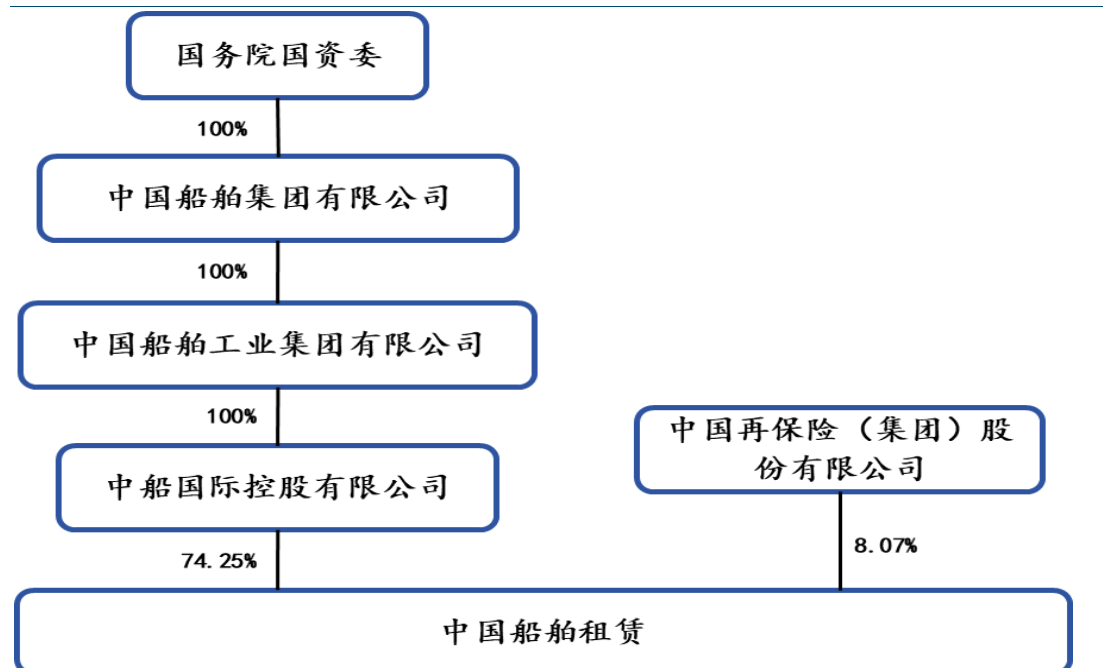 国务院国资委
100%
中国船舶集团有限公司
100%
中国船舶工业集团有限公司
100%
中船国际控股有限公司
74.25%
中国再保险（集团）股
份有限公司
8.07%
中国船舶租赁